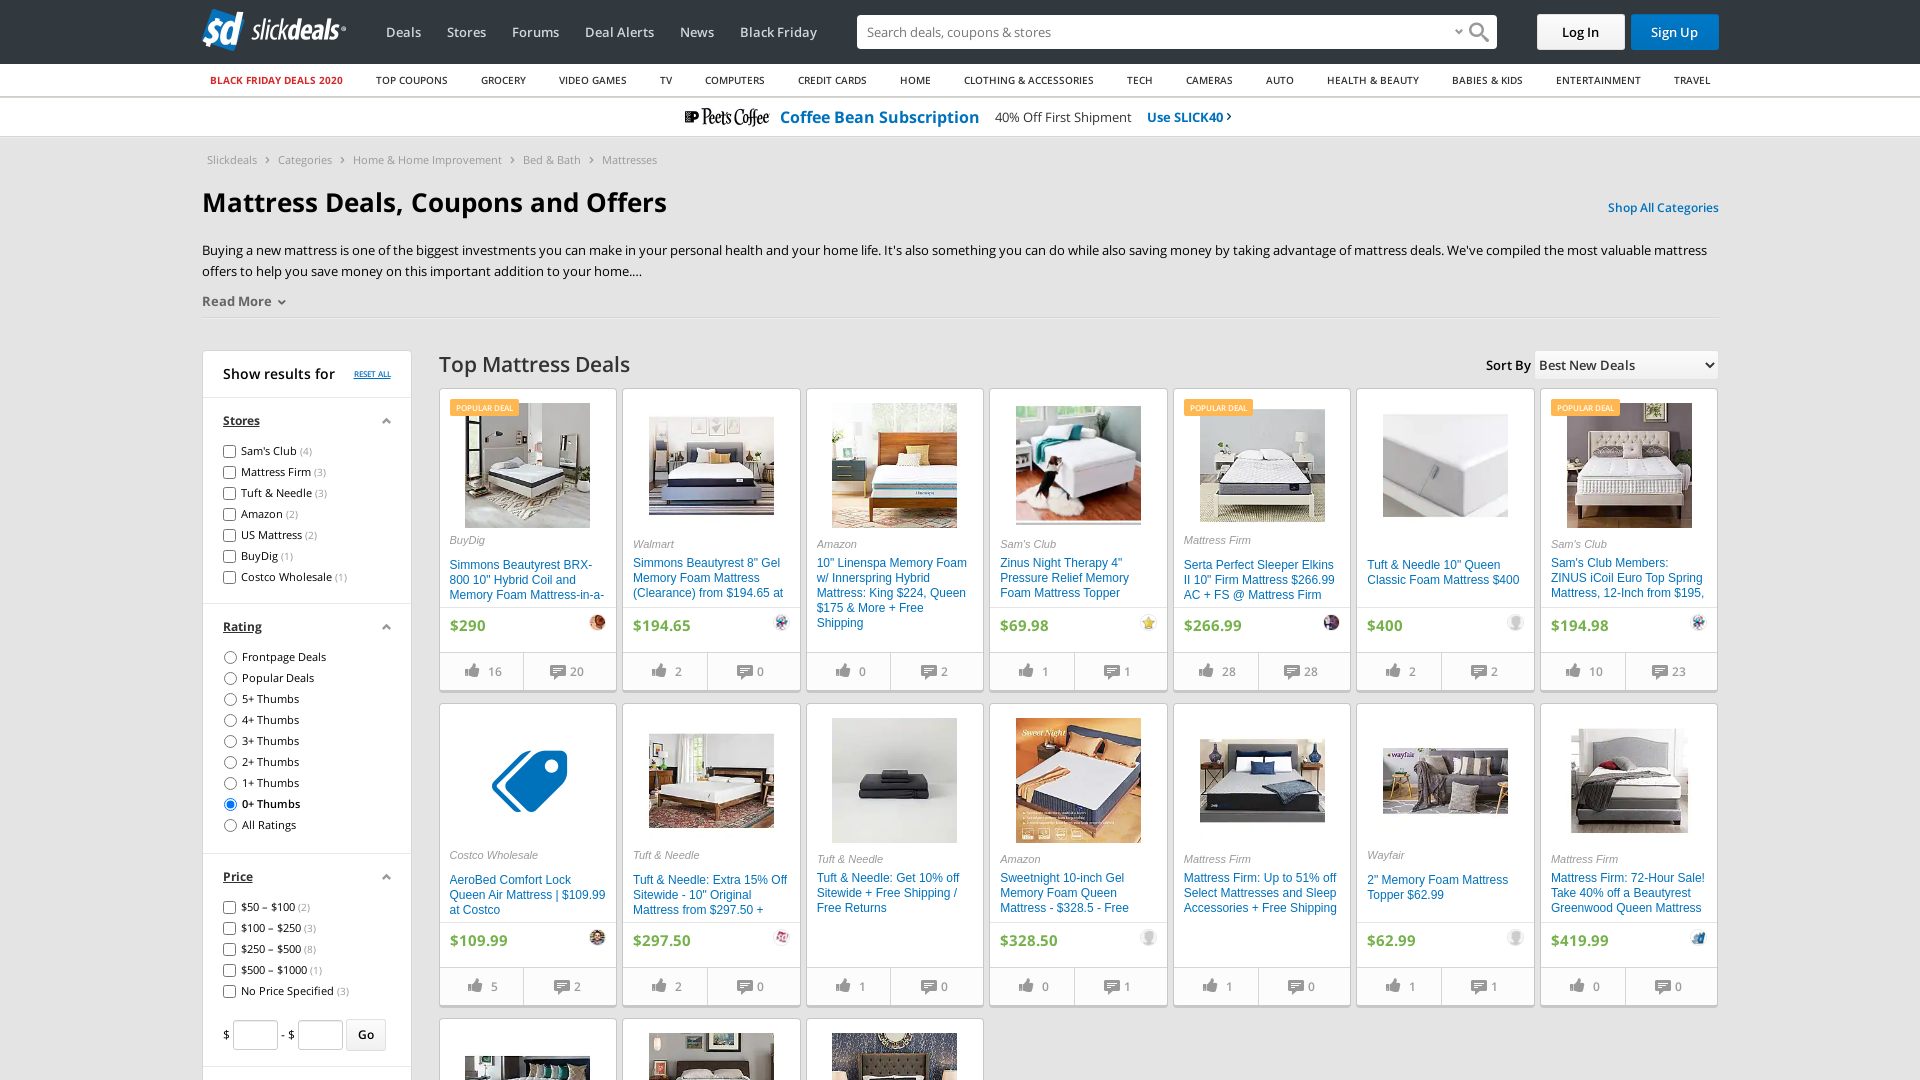 slickdeals
Deals
Stores
Forums
Deal Alerts
News
Black Friday
Search deals, coupons & stores
Log In
Sign Up
BLACK FRIDAY DEALS 2020
TOP COUPONS
GROCERY
VIDEO GAMES
TV
COMPUTERS
CREDIT CARDS
HOME
CLOTHING & ACCESSORIES
TECH
CAMERAS
AUTO
HEALTH & BEAUTY
BABIES & KIDS
ENTERTAINMENT
TRAVEL
Peet's Coffee Coffee Bean Subscription 40% Off First Shipment Use SLICK40 ›
Slickdeals › Categories › Home & Home Improvement › Bed & Bath › Mattresses
Mattress Deals, Coupons and Offers
Shop All Categories
Buying a new mattress is one of the biggest investments you can make in your personal health and your home life. It's also something you can do while also saving money by taking advantage of mattress deals. We've compiled the most valuable mattress
offers to help you save money on this important addition to your home....
Read More
Show results for
RESET ALL
Stores
Sam's Club (4)
Mattress Firm (3)
Tuft & Needle (3)
Amazon (2)
US Mattress (2)
BuyDig (1)
Costco Wholesale (1)
Rating
Frontpage Deals
Popular Deals
5+ Thumbs
4+ Thumbs
3+ Thumbs
2+ Thumbs
1+ Thumbs
0+ Thumbs
All Ratings
Price
$50 – $100 (2)
$100 – $250 (3)
$250 – $500 (8)
$500 – $1000 (1)
No Price Specified (3)
$ - $ Go
Top Mattress Deals
Sort By Best New Deals
POPULAR DEAL
BuyDig
Simmons Beautyrest BRX-
800 10" Hybrid Coil and
Memory Foam Mattress-in-a-
$290
16
20
Walmart
Simmons Beautyrest 8" Gel
Memory Foam Mattress
(Clearance) from $194.65 at
$194.65
2
0
Amazon
10" Linenspa Memory Foam
w/ Innerspring Hybrid
Mattress: King $224, Queen
$175 & More + Free
Shipping
0
2
Sam's Club
Zinus Night Therapy 4"
Pressure Relief Memory
Foam Mattress Topper
$69.98
1
1
POPULAR DEAL
Mattress Firm
Serta Perfect Sleeper Elkins
II 10" Firm Mattress $266.99
AC + FS @ Mattress Firm
$266.99
28
28
Tuft & Needle 10" Queen
Classic Foam Mattress $400
$400
2
2
POPULAR DEAL
Sam's Club
Sam's Club Members:
ZINUS iCoil Euro Top Spring
Mattress, 12-Inch from $195,
$194.98
10
23
Costco Wholesale
AeroBed Comfort Lock
Queen Air Mattress | $109.99
at Costco
$109.99
5
2
Tuft & Needle
Tuft & Needle: Extra 15% Off
Sitewide - 10" Original
Mattress from $297.50 +
$297.50
2
0
Tuft & Needle
Tuft & Needle: Get 10% off
Sitewide + Free Shipping /
Free Returns
1
0
Sweet Night
Amazon
Sweetnight 10-inch Gel
Memory Foam Queen
Mattress - $328.5 - Free
$328.50
0
1
Mattress Firm
Mattress Firm: Up to 51% off
Select Mattresses and Sleep
Accessories + Free Shipping
1
0
wayfair
Wayfair
2" Memory Foam Mattress
Topper $62.99
$62.99
1
1
Mattress Firm
Mattress Firm: 72-Hour Sale!
Take 40% off a Beautyrest
Greenwood Queen Mattress
$419.99
0
0